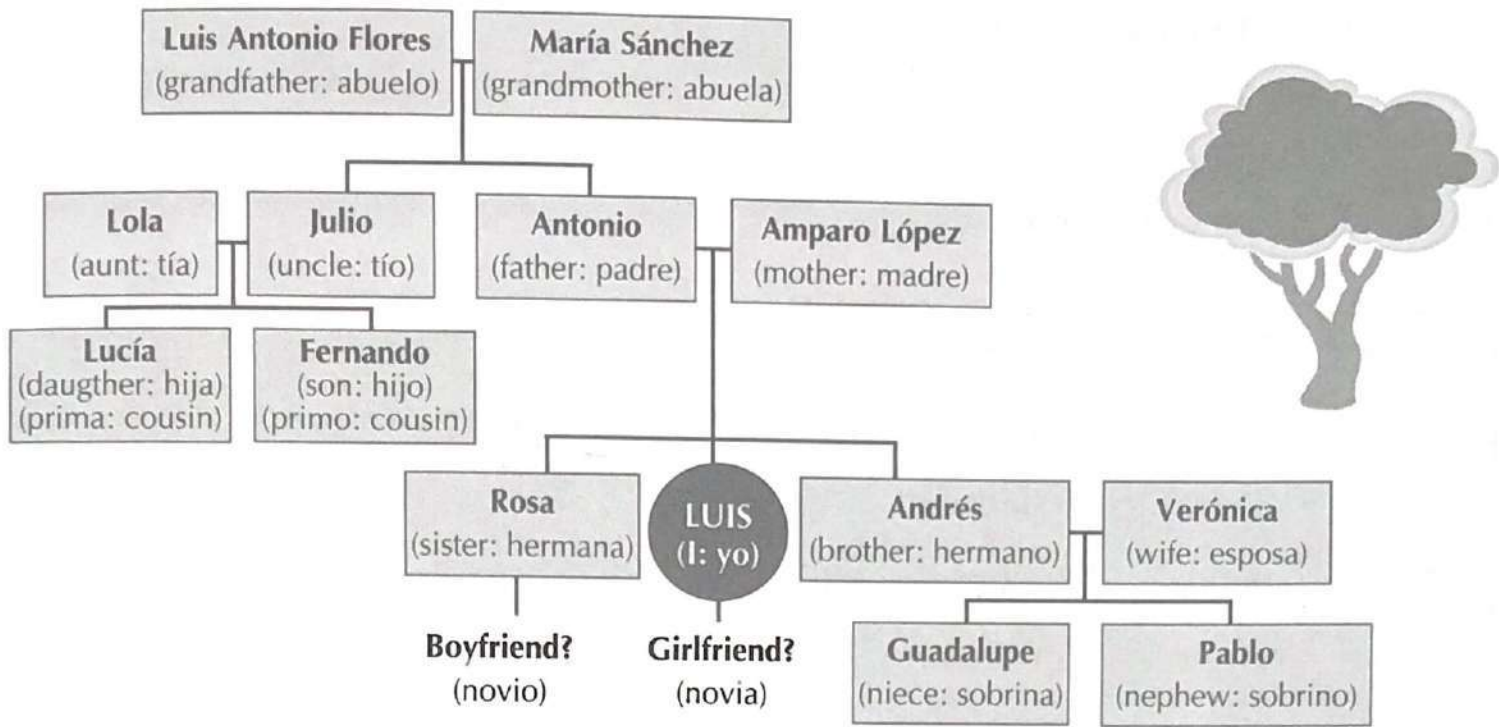 Luis Antonio Flores
(grandfather: abuelo)
María Sánchez
(grandmother: abuela)
Lola
(aunt: tía)
Julio
(uncle: tío)
Antonio
(father: padre)
Amparo López
(mother: madre)
Lucía
(daugther: hija)
(prima: cousin)
Fernando
(son: hijo)
(primo: cousin)
Rosa
(sister: hermana)
LUIS
(I: yo)
Andrés
(brother: hermano)
Verónica
(wife: esposa)
Boyfriend?
(novio)
Girlfriend?
(novia)
Guadalupe
(niece: sobrina)
Pablo
(nephew: sobrino)